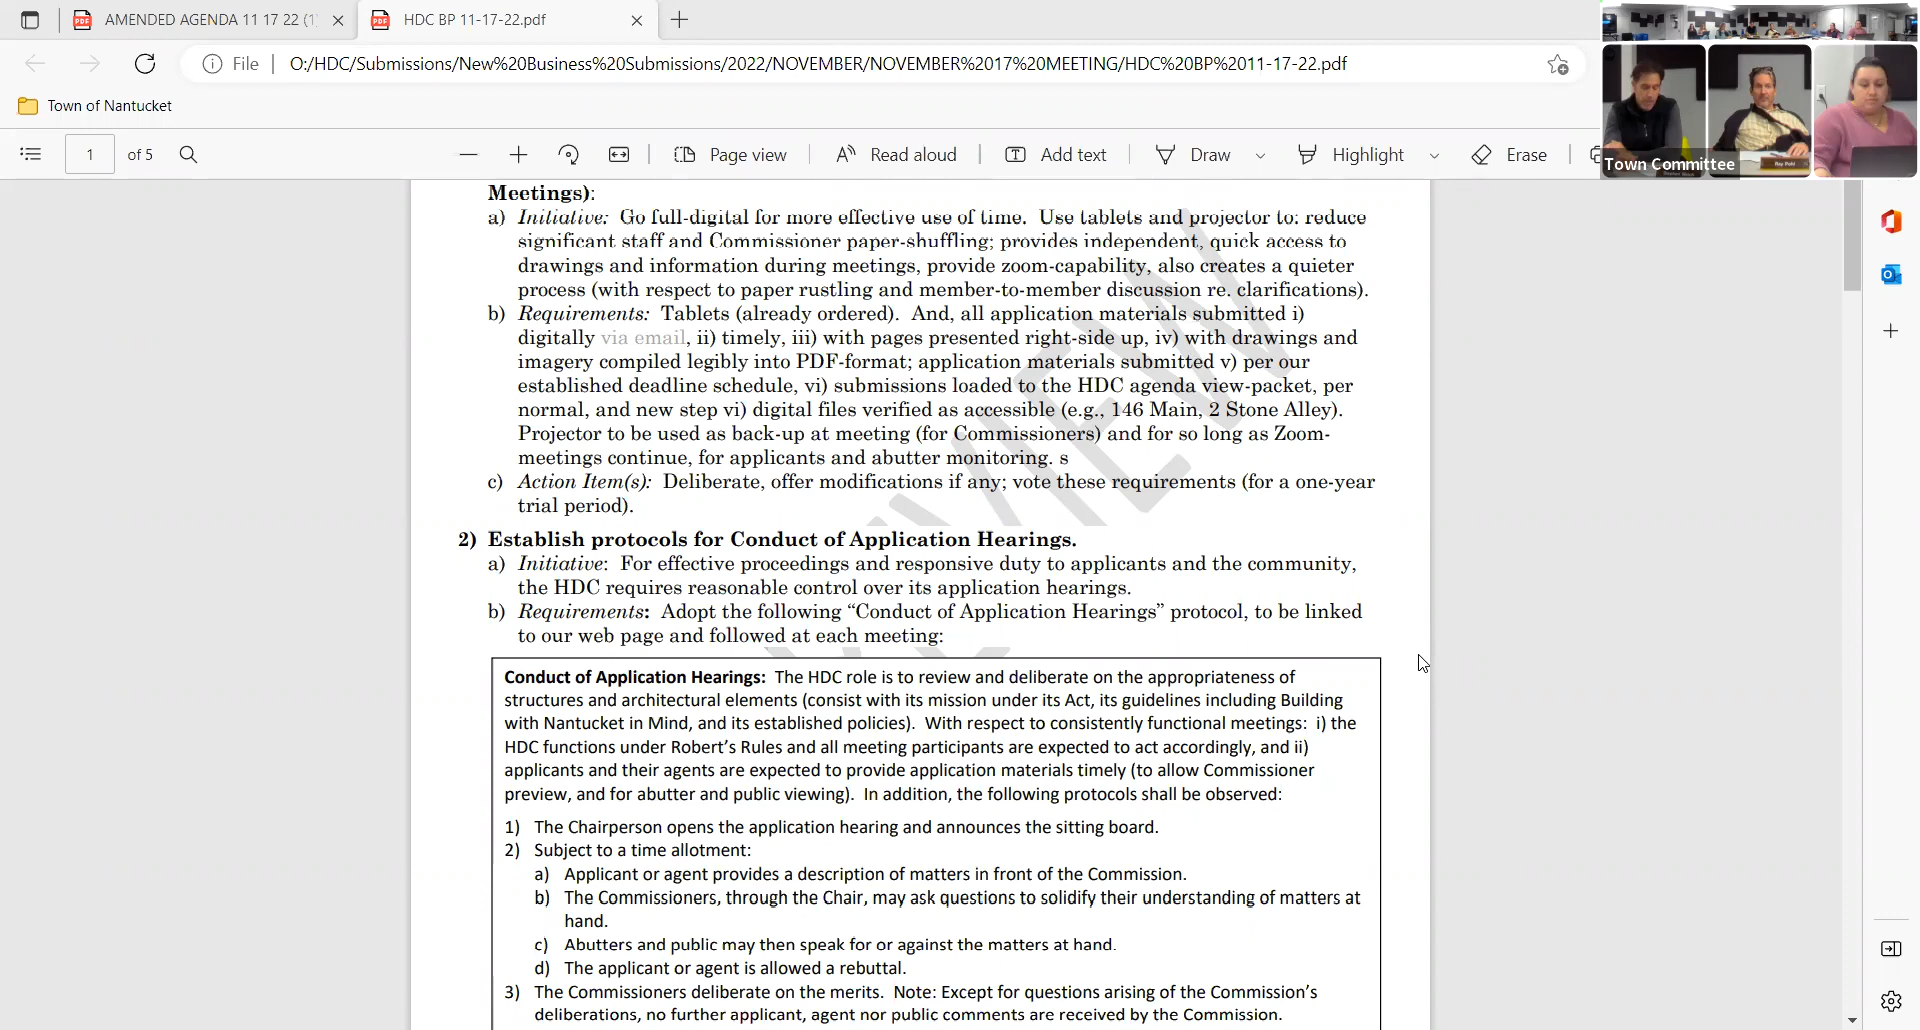 AMENDED AGENDA 11 17 22 (1
HDC BP 11-17-22.pdf
File
O:/HDC/Submissions/New%20Business%20Submissions/2022/NOVEMBER/NOVEMBER%2017%20MEETING/HDC%20BP%2011-17-22.pdf
Town of Nantucket
1 of 5
Page view
Read aloud
Add text
Draw
Highlight
Erase
Town Committee
Ray Pohl
Meetings):
a) Initiative: Go full-digital for more effective use of time. Use tablets and projector to: reduce
significant staff and Commissioner paper-shuffling; provides independent, quick access to
drawings and information during meetings, provide zoom-capability, also creates a quieter
process (with respect to paper rustling and member-to-member discussion re. clarifications).
b) Requirements: Tablets (already ordered). And, all application materials submitted i)
digitally via email, ii) timely, iii) with pages presented right-side up, iv) with drawings and
imagery compiled legibly into PDF-format; application materials submitted v) per our
established deadline schedule, vi) submissions loaded to the HDC agenda view-packet, per
normal, and new step vi) digital files verified as accessible (e.g., 146 Main, 2 Stone Alley).
Projector to be used as back-up at meeting (for Commissioners) and for so long as Zoom-
meetings continue, for applicants and abutter monitoring. s
c) Action Item(s): Deliberate, offer modifications if any; vote these requirements (for a one-year
trial period).
2) Establish protocols for Conduct of Application Hearings.
a) Initiative: For effective proceedings and responsive duty to applicants and the community,
the HDC requires reasonable control over its application hearings.
b) Requirements: Adopt the following “Conduct of Application Hearings” protocol, to be linked
to our web page and followed at each meeting:
Conduct of Application Hearings: The HDC role is to review and deliberate on the appropriateness of
structures and architectural elements (consist with its mission under its Act, its guidelines including Building
with Nantucket in Mind, and its established policies). With respect to consistently functional meetings: i) the
HDC functions under Robert’s Rules and all meeting participants are expected to act accordingly, and ii)
applicants and their agents are expected to provide application materials timely (to allow Commissioner
preview, and for abutter and public viewing). In addition, the following protocols shall be observed:
1) The Chairperson opens the application hearing and announces the sitting board.
2) Subject to a time allotment:
a) Applicant or agent provides a description of matters in front of the Commission.
b) The Commissioners, through the Chair, may ask questions to solidify their understanding of matters at
hand.
c) Abutters and public may then speak for or against the matters at hand.
d) The applicant or agent is allowed a rebuttal.
3) The Commissioners deliberate on the merits. Note: Except for questions arising of the Commission’s
deliberations, no further applicant, agent nor public comments are received by the Commission.